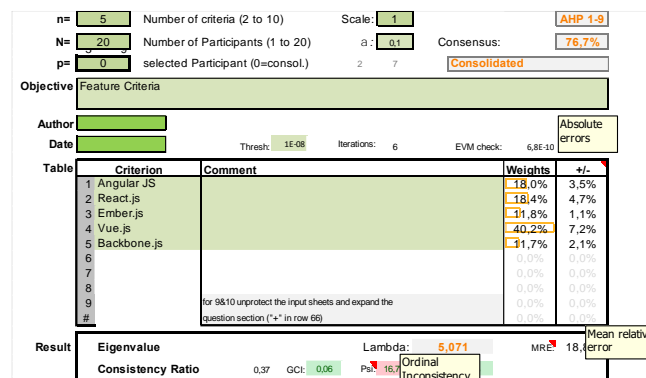 n= 5 Number of criteria (2 to 10) Scale: 1 AHP 1-9
N= 20 Number of Participants (1 to 20) a : 0,1 Consensus: 76,7%
p= 0 selected Participant (0=consol.) 2 7 Consolidated
Objective Feature Criteria
Author
Absolute
errors
Date Thresh: 1E-08 Iterations: 6 EVM check: 6,8E-10
Table Criterion Comment Weights +/-
1 Angular JS 18,0% 3,5%
2 React.js 18,4% 4,7%
3 Ember.js 11,8% 1,1%
4 Vue.js 40,2% 7,2%
5 Backbone.js 11,7% 2,1%
6 0,0% 0,0%
7 0,0% 0,0%
8 0,0% 0,0%
9 for 9&10 unprotect the input sheets and expand the 0,0% 0,0%
# question section ("+" in row 66) 0,0% 0,0%
Result Eigenvalue Lambda: 5,071 MRE: 18,
Mean relativ
error
Consistency Ratio 0,37 GCI: 0,06 Psi: 16,7
Ordinal
Inconsistency